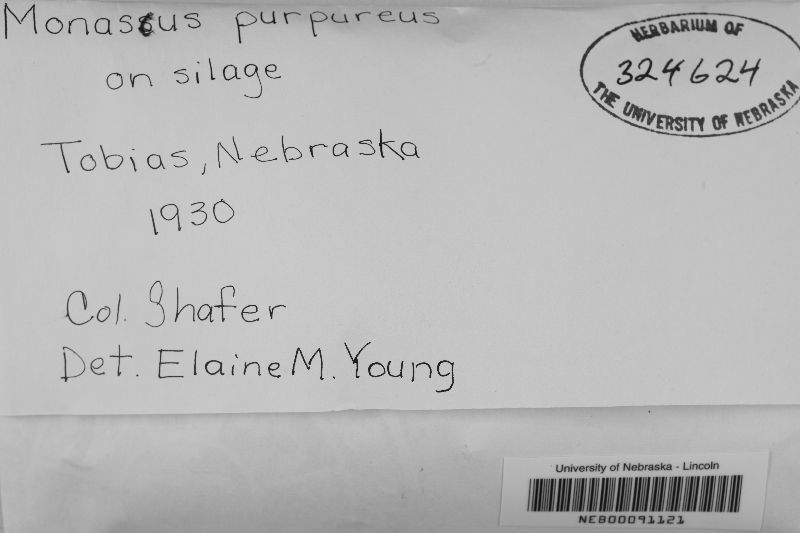 Monascus purpureus
on silage
Tobias, Nebraska
1930
Col. Shafer
Det. Elaine M. Young
HERBARIUM OF
324624
THE UNIVERSITY OF NEBRASKA
University of Nebraska - Lincoln
NEB00091121